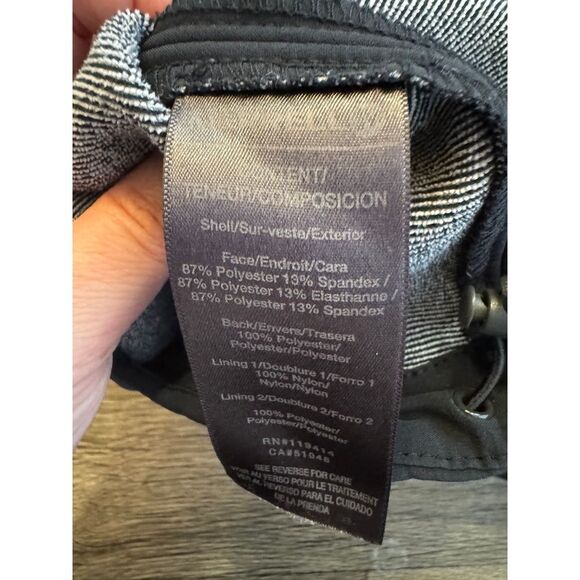 TENEUR/COMPOSICION
Shell/Sur-veste/Exterior
Face/Endroit/Cara
87% Polyester 13% Spandex /
87% Polyester 13% Elasthanne /
87% Polyester 13% Spandex
Back/Envers/Trasera
100% Polyester/
Polyester/Polyester
Lining 1/Doublure 1/Forro 1
100% Nylon/
Nylon/Nylon
Lining 2/Doublure 2/Forro 2
100% Polyester/
Polyester/Polyester
RN#119414
CA#51048
SEE REVERSE FOR CARE
VOIR AU VERSO POUR LE TRAITEMENT
VER AL REVERSO PARA EL CUIDADO
DE LA PRENDA